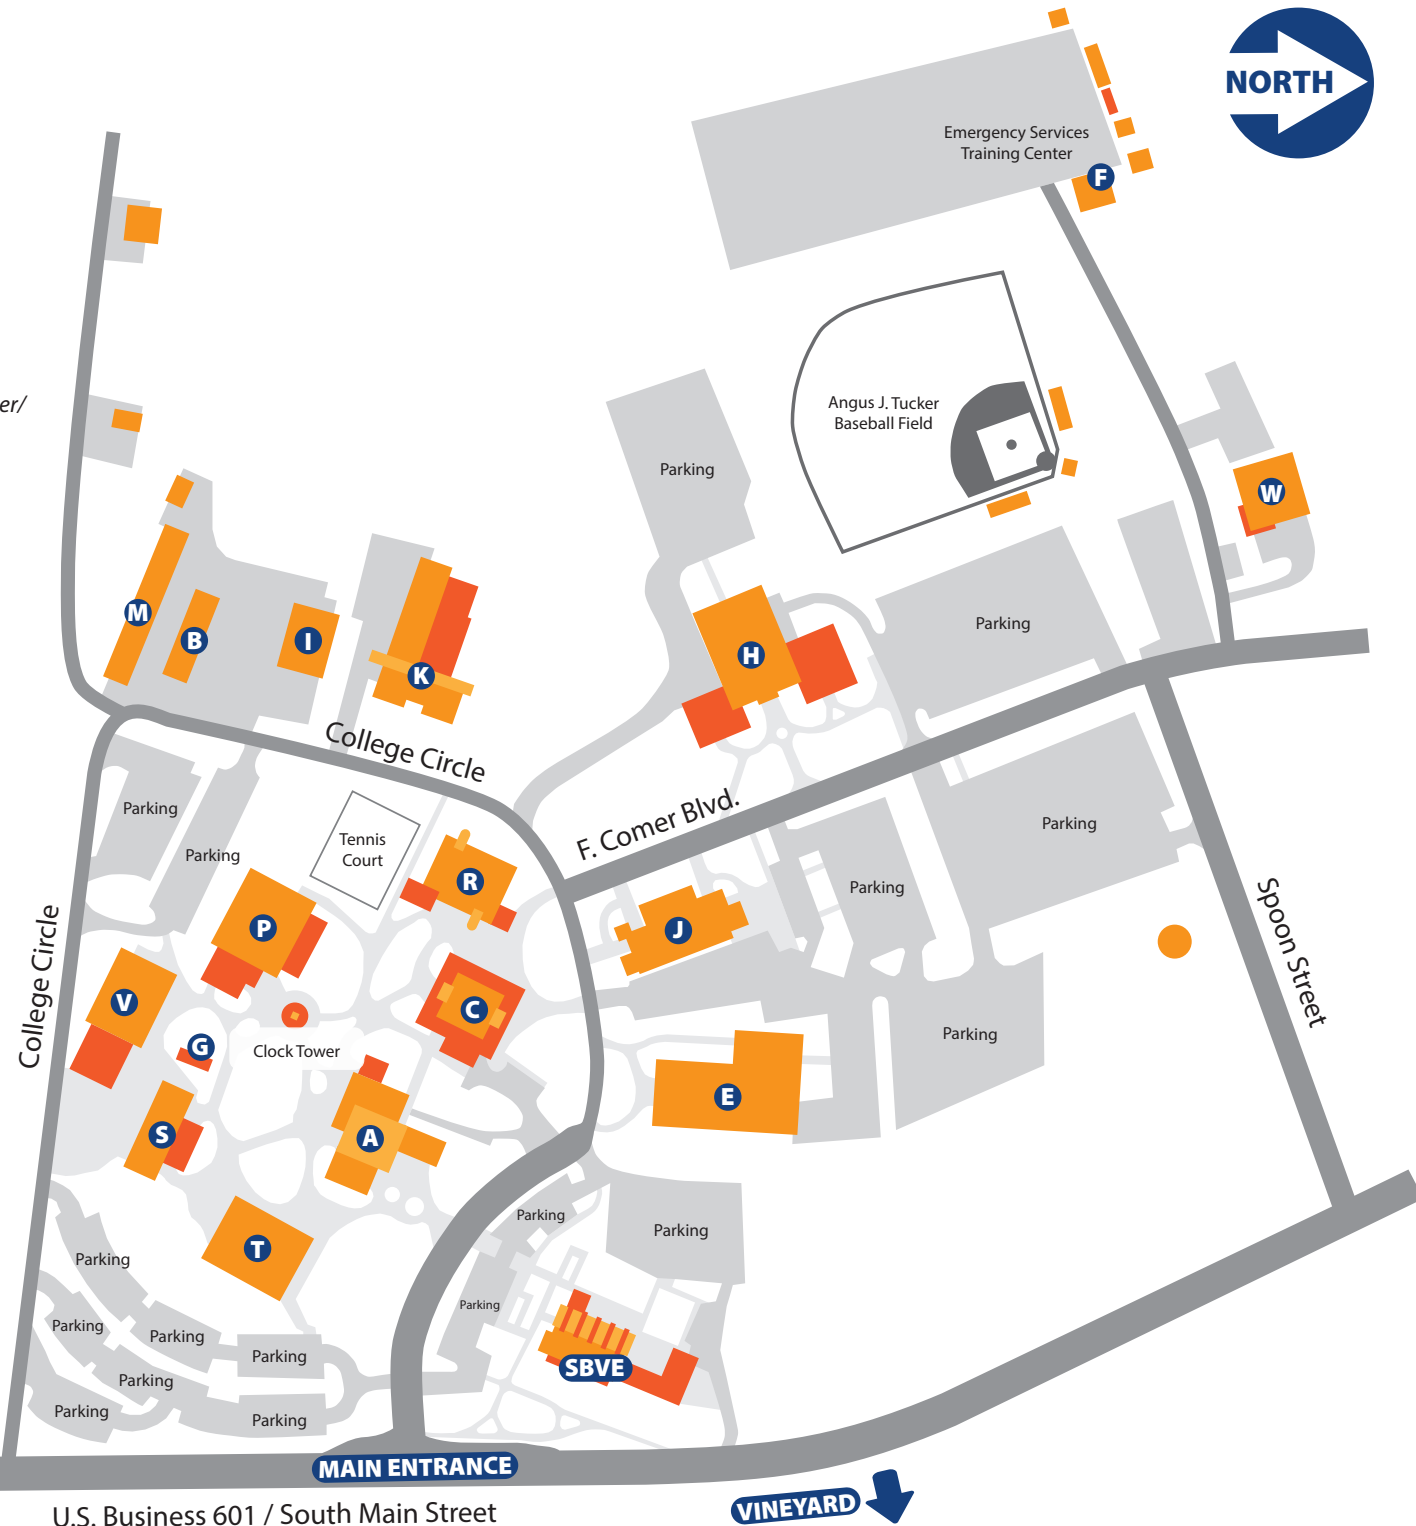 NORTH
Emergency Services
Training Center
F
er/
Angus J. Tucker
Baseball Field
Parking
W
M
B
I
K
H
Parking
College Circle
F. Comer Blvd.
Parking
Parking
Tennis
Court
Parking
R
Parking
Spoon Street
College Circle
P
J
V
C
G
Clock Tower
Parking
E
S
A
T
Parking
Parking
Parking
Parking
Parking
Parking
Parking
Parking
SBVE
Parking
Parking
MAIN ENTRANCE
VINEYARD
U.S. Business 601 / South Main Street